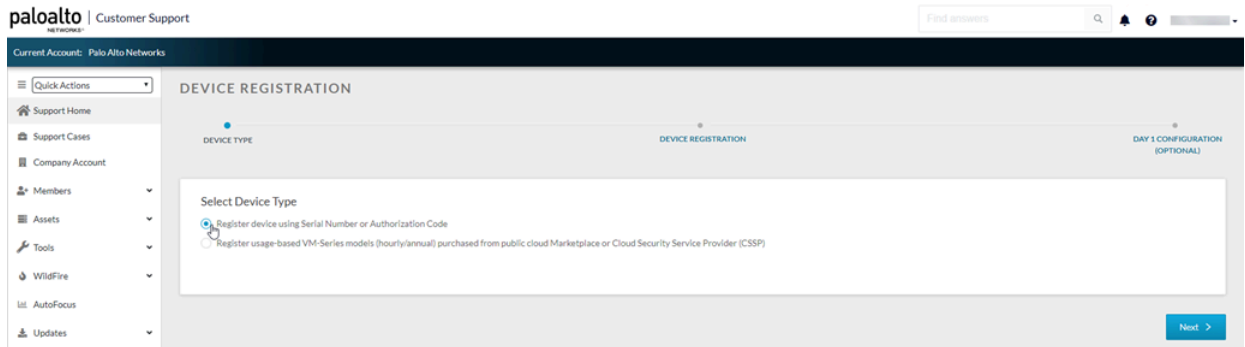 paloalto NETWORKS® | Customer Support
Find answers
Current Account: Palo Alto Networks
Quick Actions
Support Home
Support Cases
Company Account
Members
Assets
Tools
WildFire
AutoFocus
Updates
DEVICE REGISTRATION
DEVICE TYPE
DEVICE REGISTRATION
DAY 1 CONFIGURATION
(OPTIONAL)
Select Device Type
Register device using Serial Number or Authorization Code
Register usage-based VM-Series models (hourly/annual) purchased from public cloud Marketplace or Cloud Security Service Provider (CSSP)
Next >